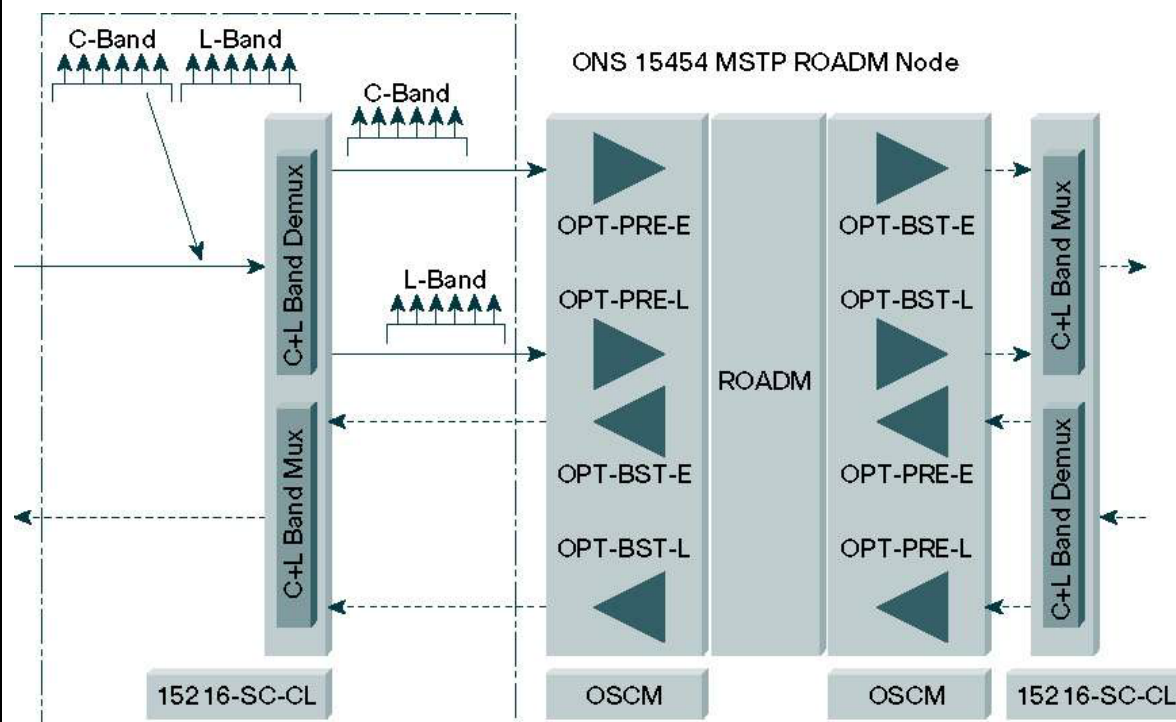 C-Band
L-Band
ONS 15454 MSTP ROADM Node
C-Band
C+L Band Demux
OPT-PRE-E
OPT-BST-E
C+L Band Mux
L-Band
OPT-PRE-L
OPT-BST-L
ROADM
C+L Band Mux
OPT-BST-E
OPT-PRE-E
C+L Band Demux
OPT-BST-L
OPT-PRE-L
15216-SC-CL
OSCM
OSCM
15216-SC-CL